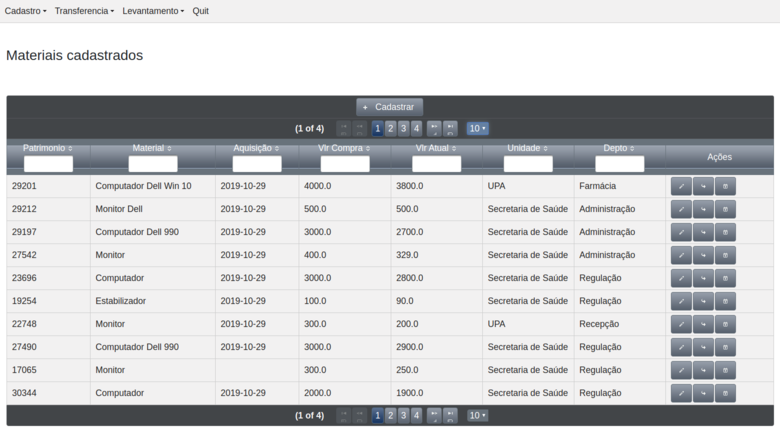 Cadastro Transferencia Levantamento Quit
Materiais cadastrados
+ Cadastrar
(1 of 4) 1 2 3 4 10
Patrimonio Material Aquisição Vlr Compra Vlr Atual Unidade Depto Ações
29201 Computador Dell Win 10 2019-10-29 4000.0 3800.0 UPA Farmácia
29212 Monitor Dell 2019-10-29 500.0 500.0 Secretaria de Saúde Administração
29197 Computador Dell 990 2019-10-29 3000.0 2700.0 Secretaria de Saúde Administração
27542 Monitor 2019-10-29 400.0 329.0 Secretaria de Saúde Administração
23696 Computador 2019-10-29 3000.0 2800.0 Secretaria de Saúde Regulação
19254 Estabilizador 2019-10-29 100.0 90.0 Secretaria de Saúde Regulação
22748 Monitor 2019-10-29 300.0 200.0 UPA Recepção
27490 Computador Dell 990 2019-10-29 3000.0 2900.0 Secretaria de Saúde Regulação
17065 Monitor 300.0 250.0 Secretaria de Saúde Regulação
30344 Computador 2019-10-29 2000.0 1900.0 Secretaria de Saúde Regulação
(1 of 4) 1 2 3 4 10